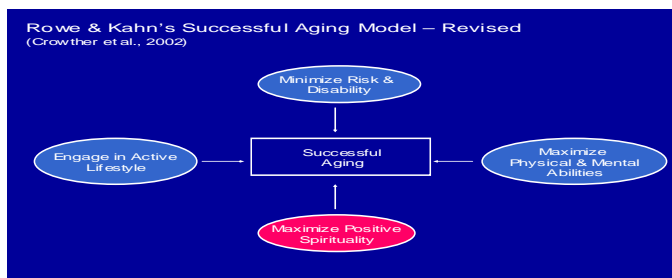 Rowe & Kahn's Successful Aging Model – Revised
(Crowther et al., 2002)
Minimize Risk &
Disability
Engage in Active
Lifestyle
Successful
Aging
Maximize
Physical & Mental
Abilities
Maximize Positive
Spirituality